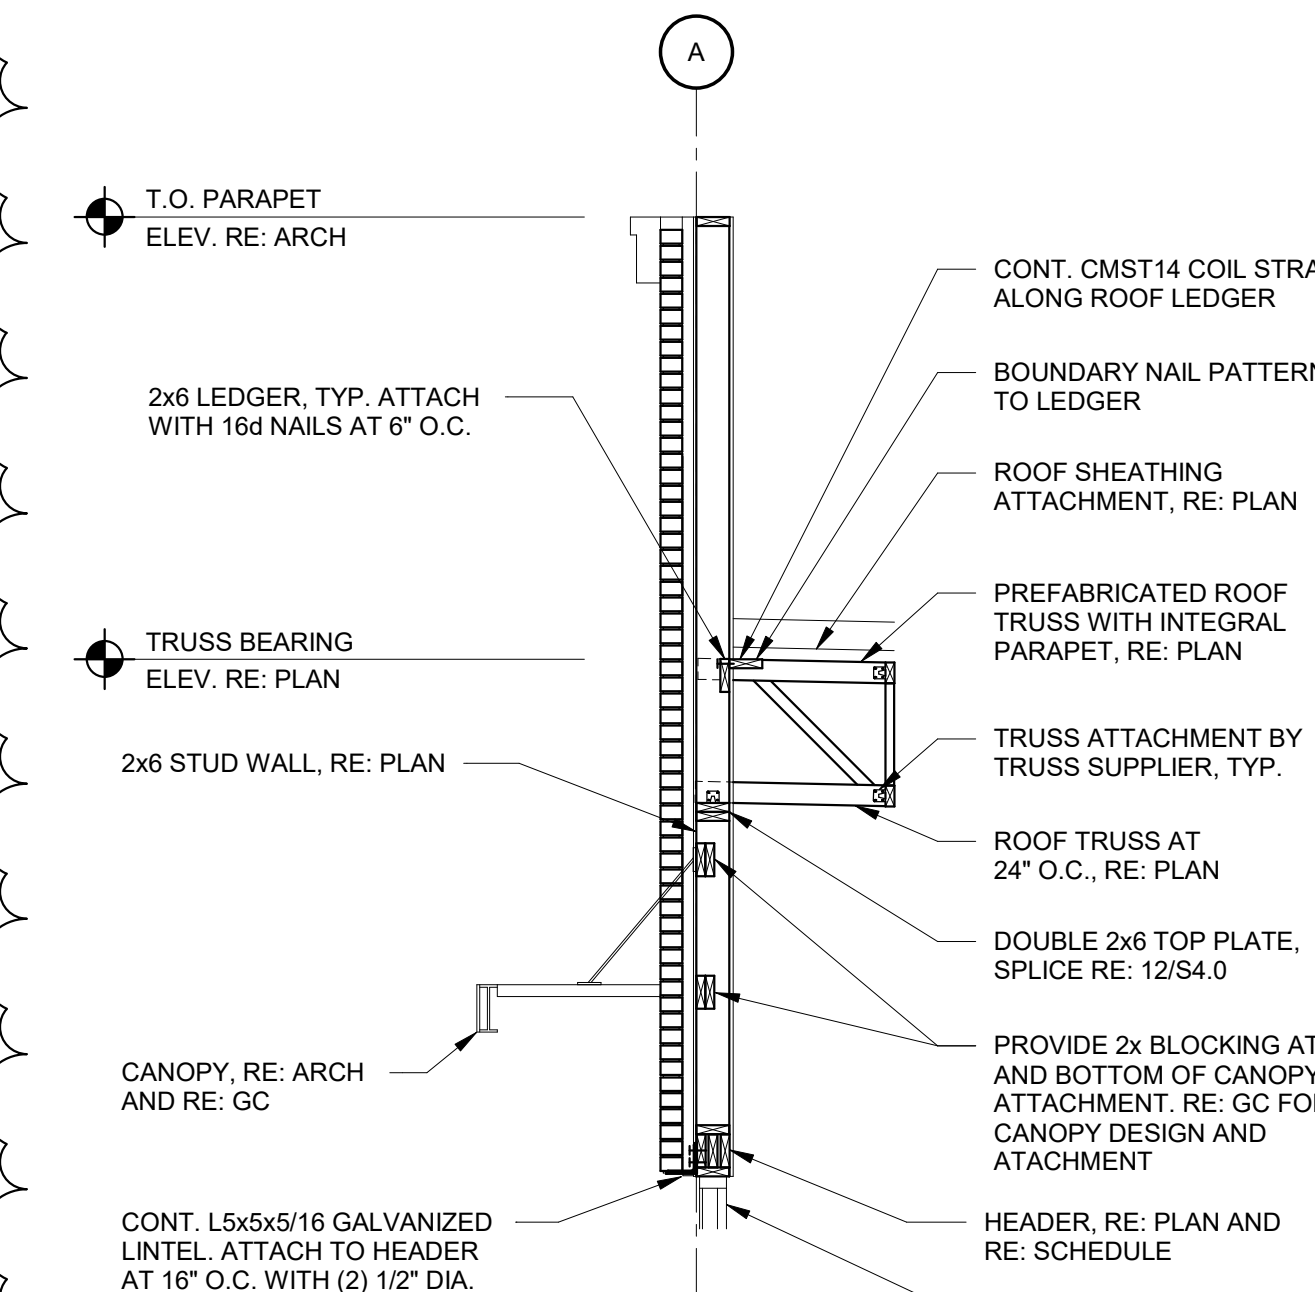 A
T.O. PARAPET
ELEV. RE: ARCH
CONT. CMST14 COIL STRA
ALONG ROOF LEDGER
BOUNDARY NAIL PATTERN
TO LEDGER
2x6 LEDGER, TYP. ATTACH
WITH 16d NAILS AT 6" O.C.
ROOF SHEATHING
ATTACHMENT, RE: PLAN
PREFABRICATED ROOF
TRUSS WITH INTEGRAL
PARAPET, RE: PLAN
TRUSS BEARING
ELEV. RE: PLAN
2x6 STUD WALL, RE: PLAN
TRUSS ATTACHMENT BY
TRUSS SUPPLIER, TYP.
ROOF TRUSS AT
24" O.C., RE: PLAN
DOUBLE 2x6 TOP PLATE,
SPLICE RE: 12/S4.0
CANOPY, RE: ARCH
AND RE: GC
PROVIDE 2x BLOCKING AT
AND BOTTOM OF CANOPY
ATTACHMENT. RE: GC FO
CANOPY DESIGN AND
ATACHMENT
CONT. L5x5x5/16 GALVANIZED
LINTEL. ATTACH TO HEADER
AT 16" O.C. WITH (2) 1/2" DIA.
HEADER, RE: PLAN AND
RE: SCHEDULE